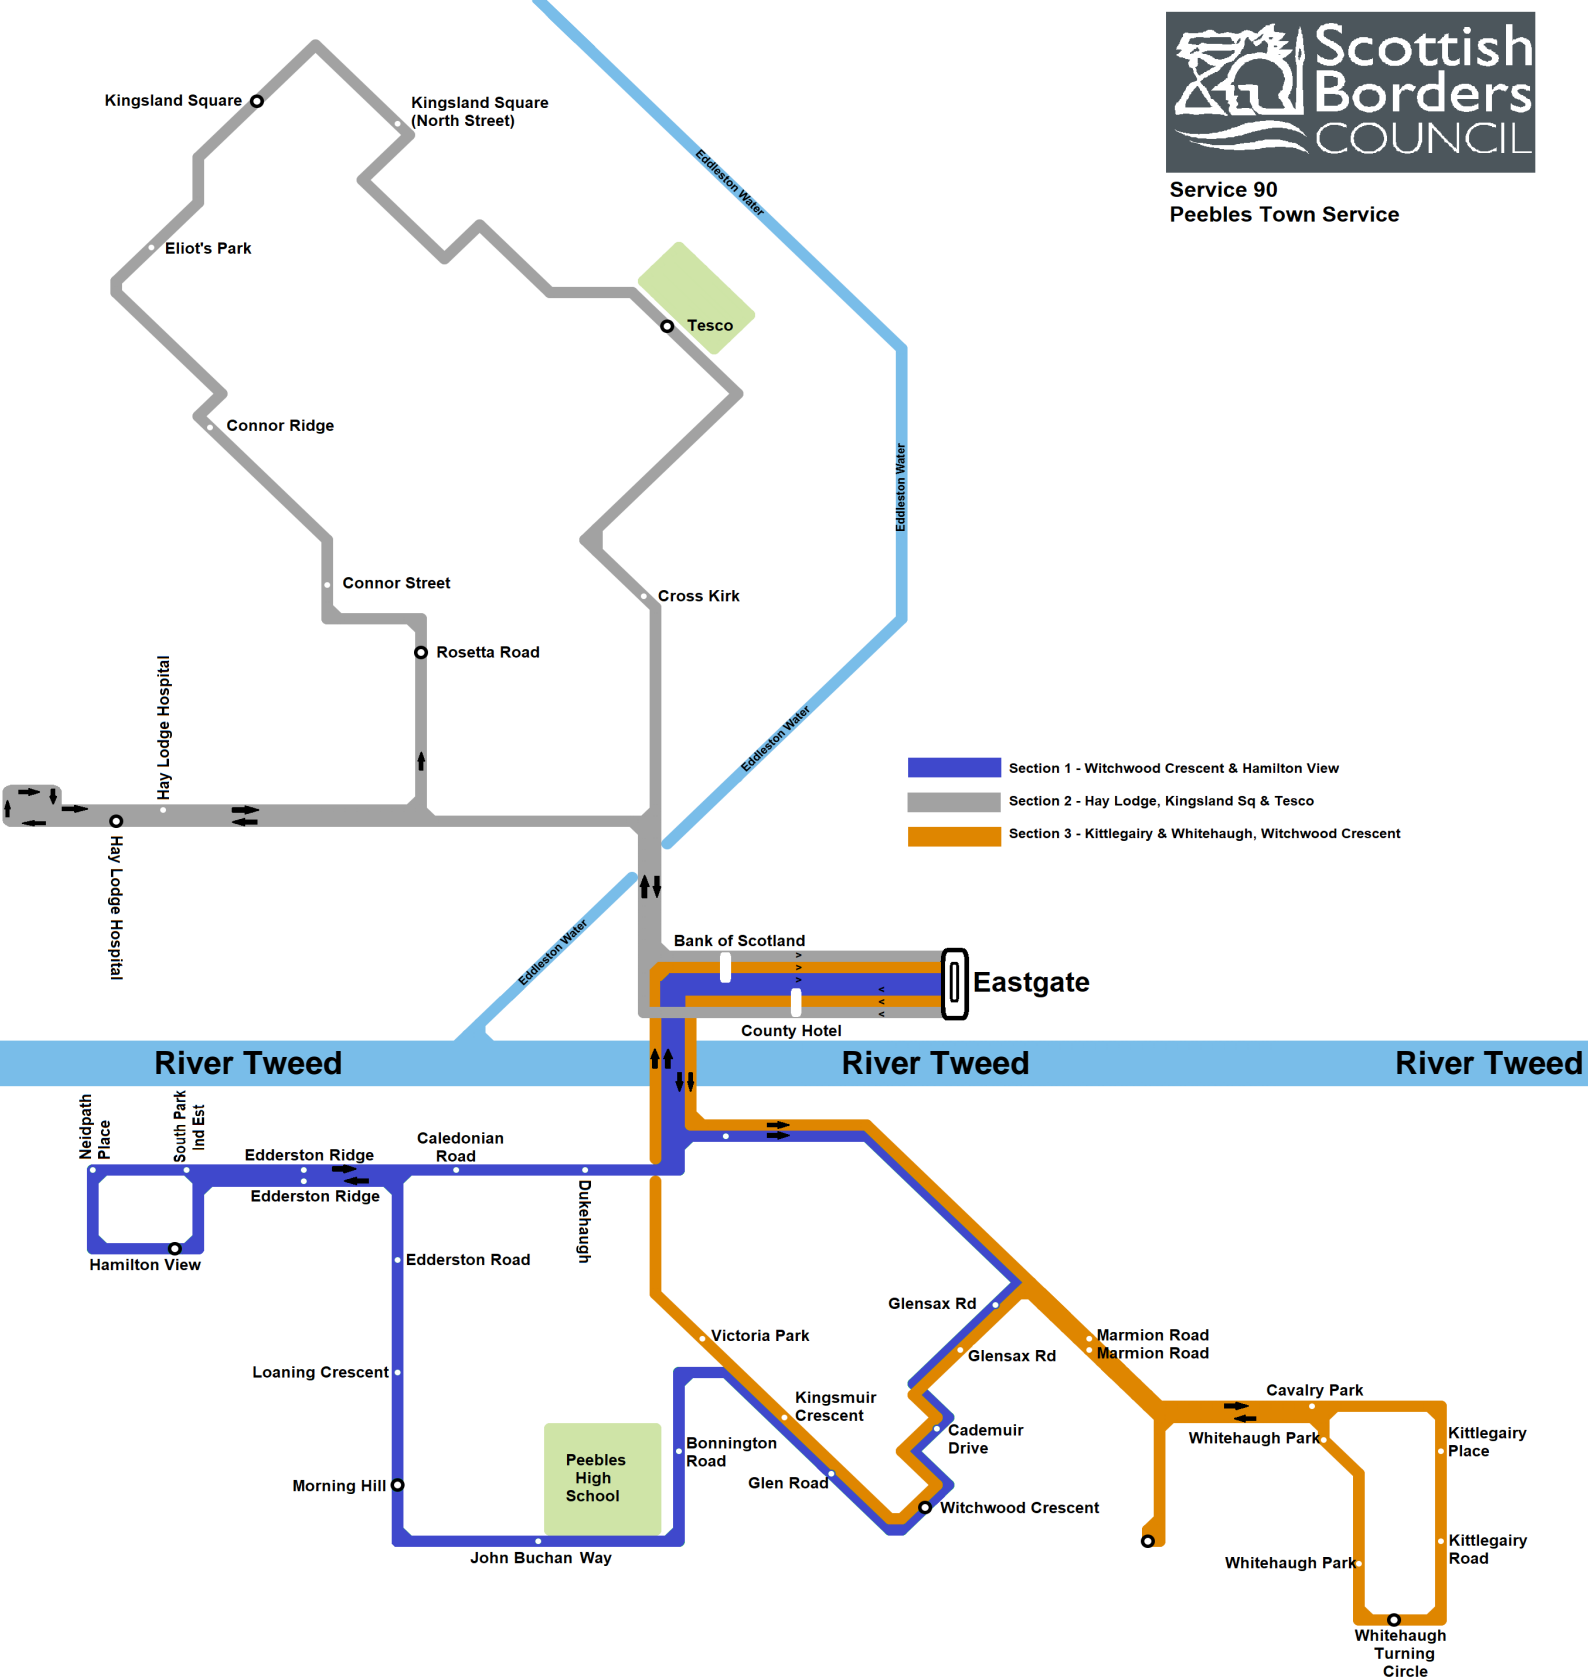 Scottish
Borders
COUNCIL
Service 90
Peebles Town Service
Kingsland Square
Kingsland Square
(North Street)
Eddleston Water
Eliot's Park
Tesco
Connor Ridge
Eddleston Water
Connor Street
Cross Kirk
Rosetta Road
Hay Lodge Hospital
Eddleston Water
Section 1 - Witchwood Crescent & Hamilton View
Section 2 - Hay Lodge, Kingsland Sq & Tesco
Section 3 - Kittlegairy & Whitehaugh, Witchwood Crescent
Hay Lodge Hospital
Eddleston Water
Bank of Scotland
Eastgate
County Hotel
River Tweed
River Tweed
River Tweed
Neidpath
Place
South Park
Ind Est
Edderston Ridge
Edderston Ridge
Caledonian
Road
Dukehaugh
Hamilton View
Edderston Road
Glensax Rd
Victoria Park
Glensax Rd
Marmion Road
Marmion Road
Loaning Crescent
Kingsmuir
Crescent
Cavalry Park
Cademuir
Drive
Whitehaugh Park
Kittlegairy
Place
Bonnington
Road
Peebles
High
School
Glen Road
Morning Hill
Witchwood Crescent
John Buchan Way
Kittlegairy
Road
Whitehaugh Park
Whitehaugh
Turning
Circle